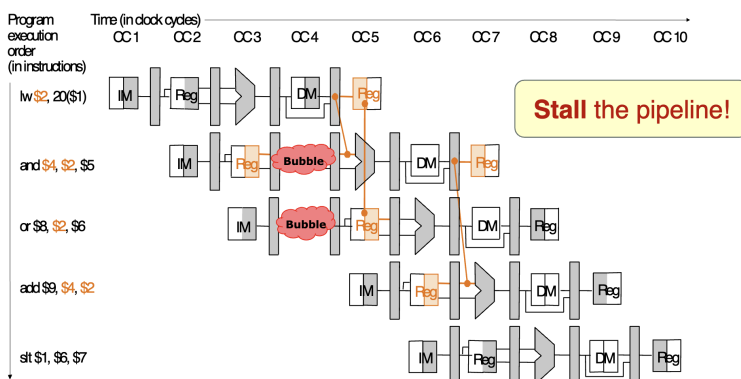 Program
execution
order
(in instructions)
Time (in clock cycles)
CC 1 CC 2 CC 3 CC 4 CC 5 CC 6 CC 7 CC 8 CC 9 CC 10
lw $2, 20($1)
IM Reg DM Reg
Stall the pipeline!
and $4, $2, $5
IM Reg Bubble DM Reg
or $8, $2, $6
IM Bubble Reg DM Reg
add $9, $4, $2
IM Reg DM Reg
slt $1, $6, $7
IM Reg DM Reg